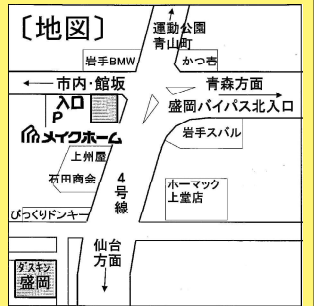 〔地図〕
運動公園
青山町
岩手BMW
かつ壱
市内・館坂
青森方面
入口
P
盛岡バイパス北入口
メイクホーム
岩手スバル
上州屋
石田商会
4号線
ホーマック
上堂店
びっくりドンキー
仙台
方面
ダスキン
盛岡